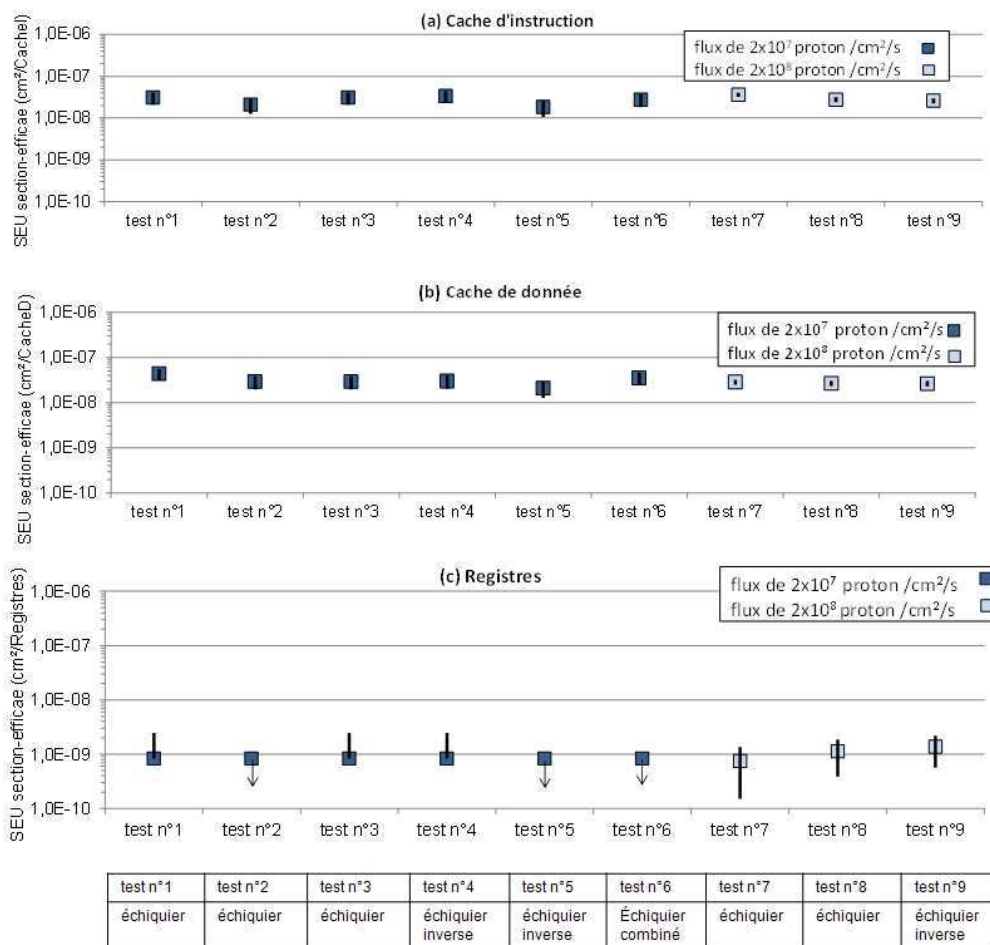 (a) Cache d'instruction
SEU section-efficae (cm²/CacheI)
1,0E-06
1,0E-07
1,0E-08
1,0E-09
1,0E-10
flux de 2x10⁷ proton /cm²/s
flux de 2x10⁸ proton /cm²/s
test n°1 test n°2 test n°3 test n°4 test n°5 test n°6 test n°7 test n°8 test n°9
(b) Cache de donnée
SEU section-efficae (cm²/CacheD)
1,0E-06
1,0E-07
1,0E-08
1,0E-09
1,0E-10
flux de 2x10⁷ proton /cm²/s
flux de 2x10⁸ proton /cm²/s
test n°1 test n°2 test n°3 test n°4 test n°5 test n°6 test n°7 test n°8 test n°9
(c) Registres
SEU section-efficae (cm²/Registres)
1,0E-06
1,0E-07
1,0E-08
1,0E-09
1,0E-10
flux de 2x10⁷ proton /cm²/s
flux de 2x10⁸ proton /cm²/s
test n°1 test n°2 test n°3 test n°4 test n°5 test n°6 test n°7 test n°8 test n°9
test n°1 test n°2 test n°3 test n°4 test n°5 test n°6 test n°7 test n°8 test n°9
échiquier échiquier échiquier échiquier échiquier Échiquier échiquier échiquier échiquier
inverse inverse combiné inverse